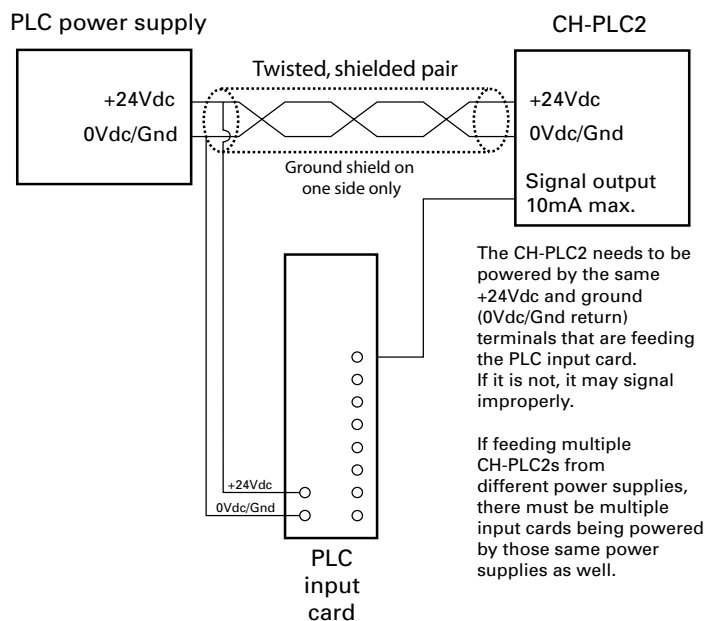 PLC power supply
CH-PLC2
Twisted, shielded pair
+24Vdc
0Vdc/Gnd
+24Vdc
0Vdc/Gnd
Ground shield on
one side only
Signal output
10mA max.
The CH-PLC2 needs to be
powered by the same
+24Vdc and ground
(0Vdc/Gnd return)
terminals that are feeding
the PLC input card.
If it is not, it may signal
improperly.
If feeding multiple
CH-PLC2s from
different power supplies,
there must be multiple
input cards being powered
by those same power
supplies as well.
+24Vdc
0Vdc/Gnd
PLC
input
card